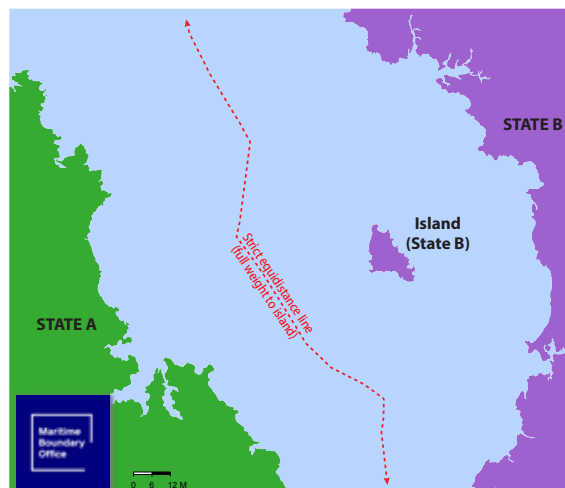 STATE B
Island
(State B)
Strict equidistance line
(full weight to island)
STATE A
Maritime
Boundary
Office
0 6 12 M